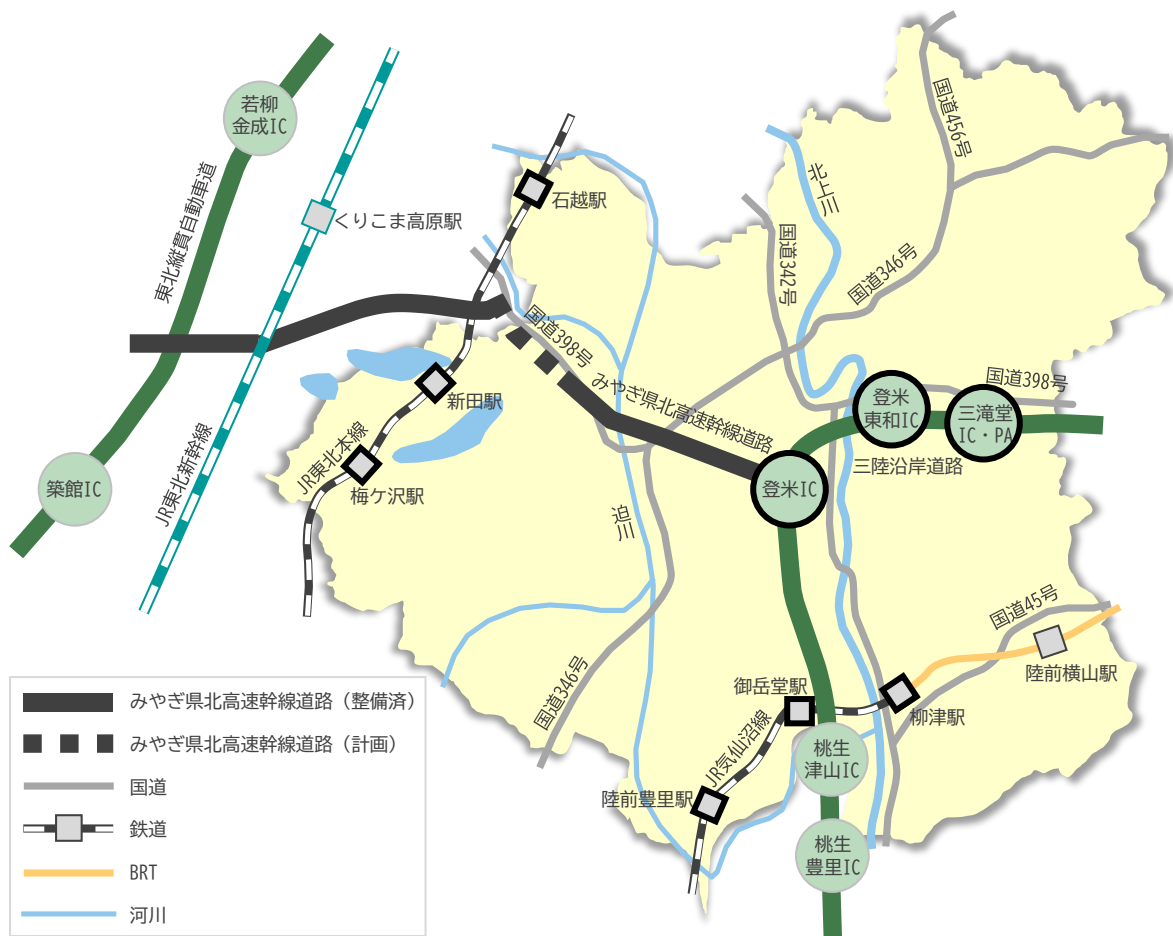 若柳
金成IC
東北縦貫自動車道
くりこま高原駅
石越駅
国道456号
北上川
国道342号
国道346号
国道398号
みやぎ県北高速幹線道路
国道398号
登米
東和IC
三滝堂
IC・PA
三陸沿岸道路
新田駅
JR東北本線
梅ケ沢駅
築館IC
JR東北新幹線
登米IC
迫川
国道45号
陸前横山駅
御岳堂駅
柳津駅
国道346号
JR気仙沼線
陸前豊里駅
桃生
津山IC
桃生
豊里IC
みやぎ県北高速幹線道路（整備済）
みやぎ県北高速幹線道路（計画）
国道
鉄道
BRT
河川